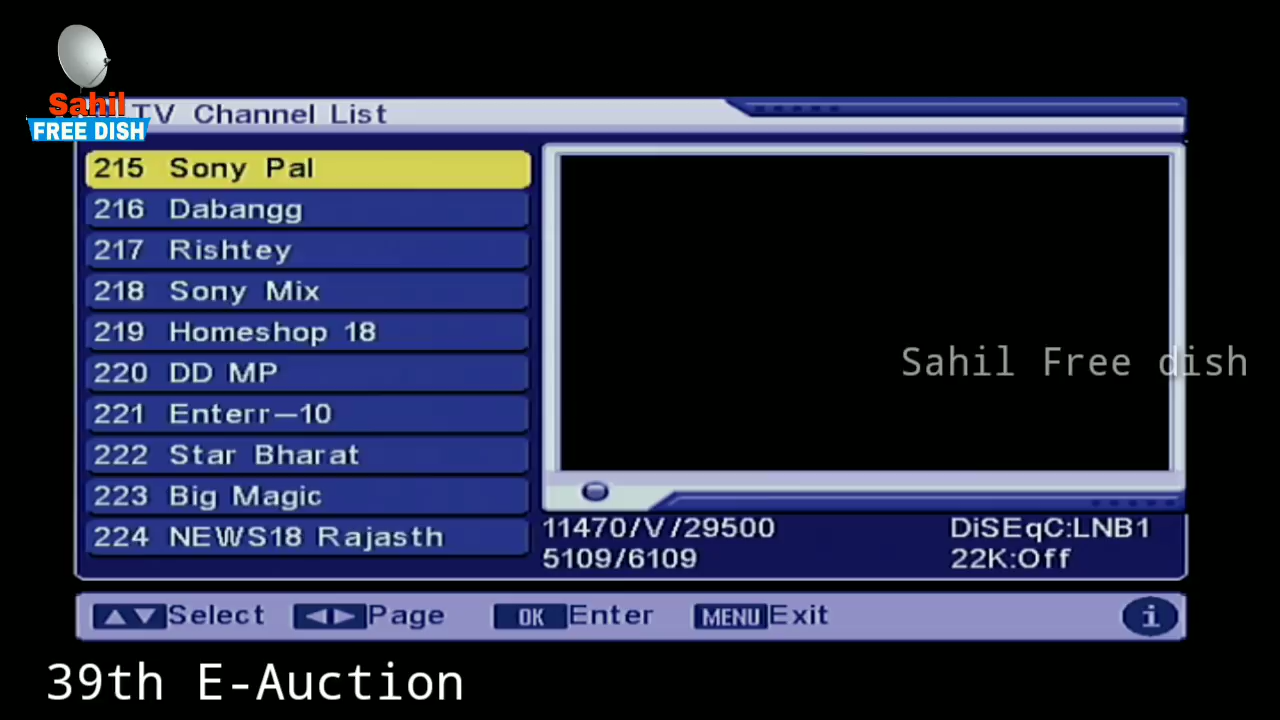 Sahil
FREE DISH
TV Channel List
215 Sony Pal
216 Dabangg
217 Rishtey
218 Sony Mix
219 Homeshop 18
220 DD MP
221 Enterr–10
222 Star Bharat
223 Big Magic
224 NEWS18 Rajasth
Sahil Free dish
11470/V/29500
DiSEqC:LNB1
5109/6109
22K:Off
▲▼Select ◄►Page OK Enter MENU Exit i
39th E-Auction